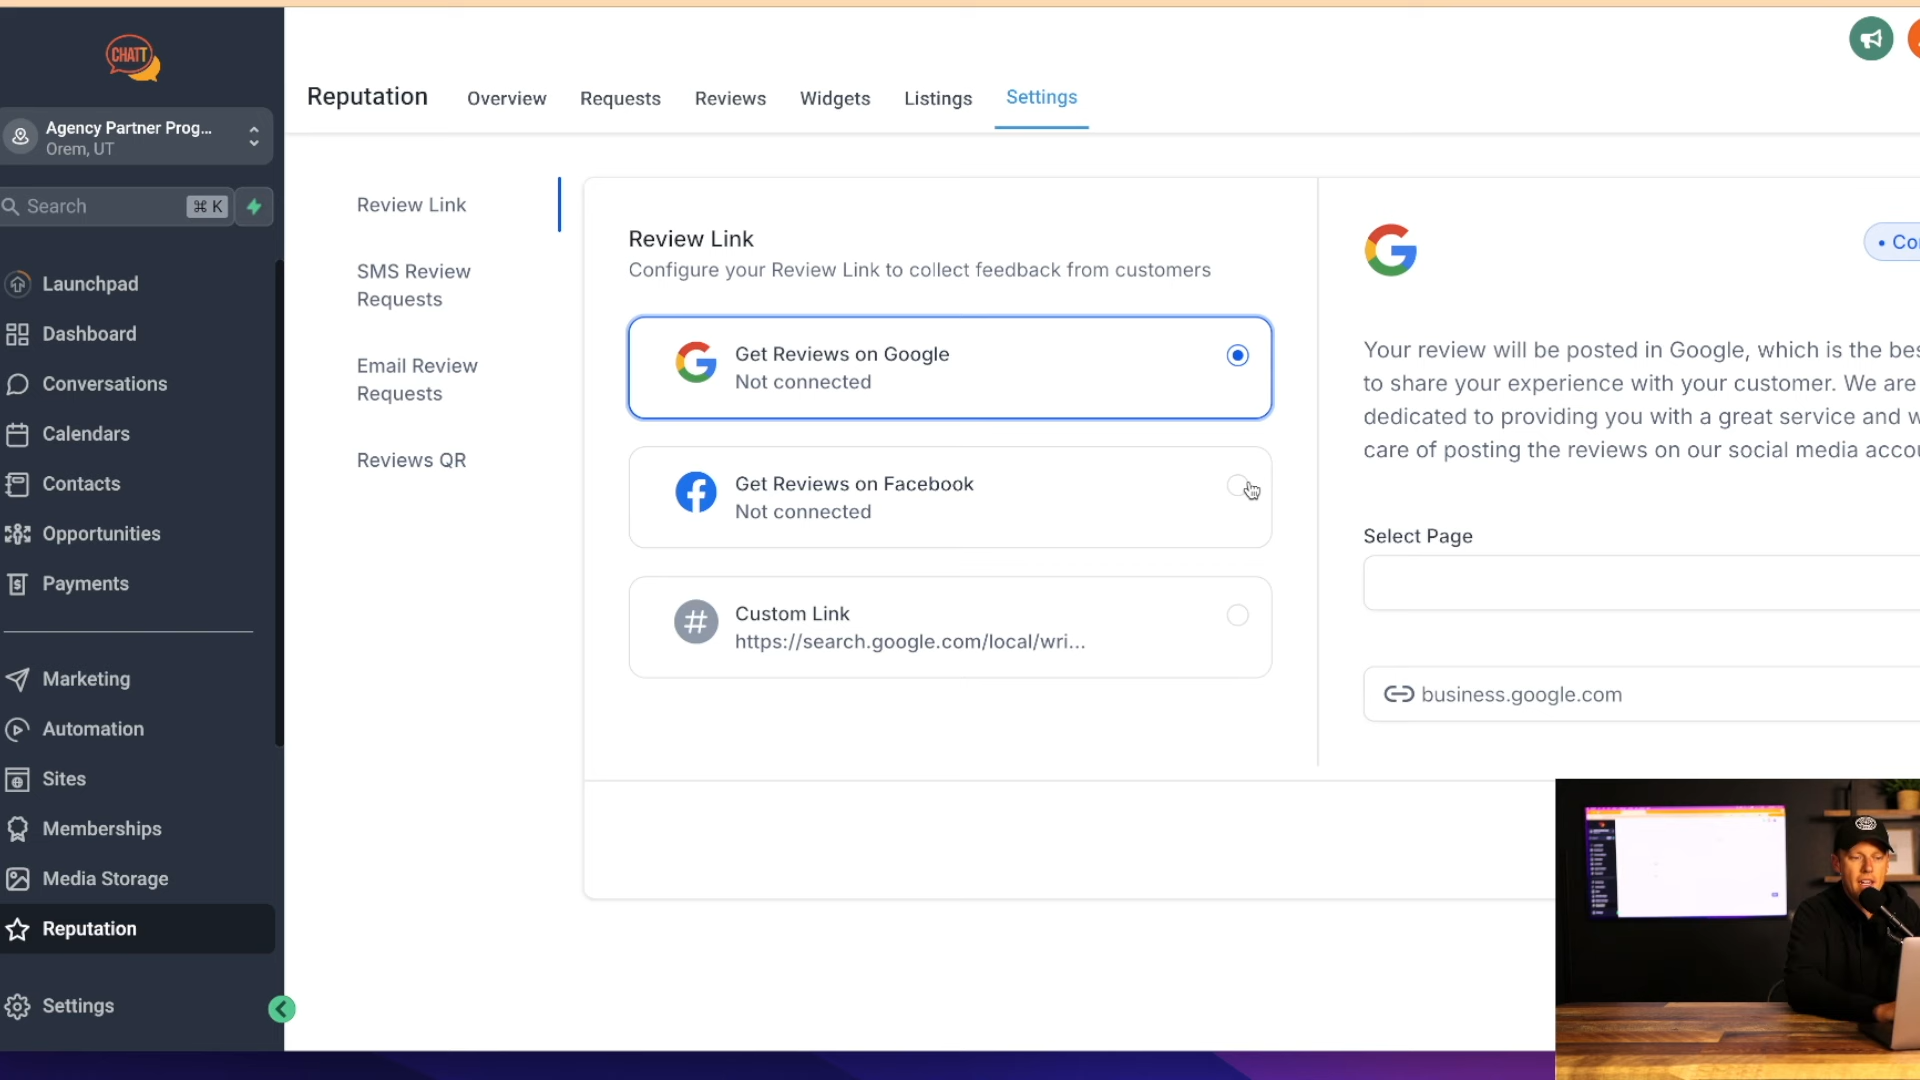 CHATT
Agency Partner Prog...
Orem, UT
Search
⌘ K
Launchpad
Dashboard
Conversations
Calendars
Contacts
Opportunities
Payments
Marketing
Automation
Sites
Memberships
Media Storage
Reputation
Settings
Reputation
Overview
Requests
Reviews
Widgets
Listings
Settings
Review Link
SMS Review
Requests
Email Review
Requests
Reviews QR
Review Link
Configure your Review Link to collect feedback from customers
Get Reviews on Google
Not connected
Get Reviews on Facebook
Not connected
#
Custom Link
https://search.google.com/local/wri...
Your review will be posted in Google, which is the
to share your experience with your customer. We are
dedicated to providing you with a great service and
care of posting the reviews on our social media
Select Page
business.google.com